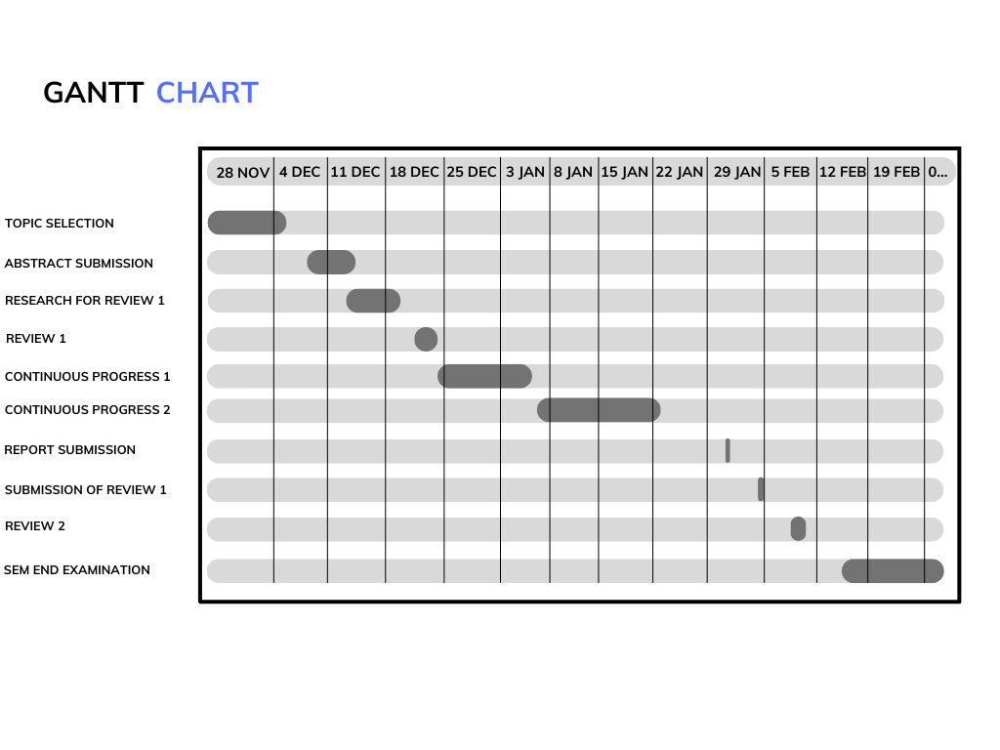 GANTT CHART
28 NOV 4 DEC 11 DEC 18 DEC 25 DEC 3 JAN 8 JAN 15 JAN 22 JAN 29 JAN 5 FEB 12 FEB 19 FEB 0...
TOPIC SELECTION
ABSTRACT SUBMISSION
RESEARCH FOR REVIEW 1
REVIEW 1
CONTINUOUS PROGRESS 1
CONTINUOUS PROGRESS 2
REPORT SUBMISSION
SUBMISSION OF REVIEW 1
REVIEW 2
SEM END EXAMINATION